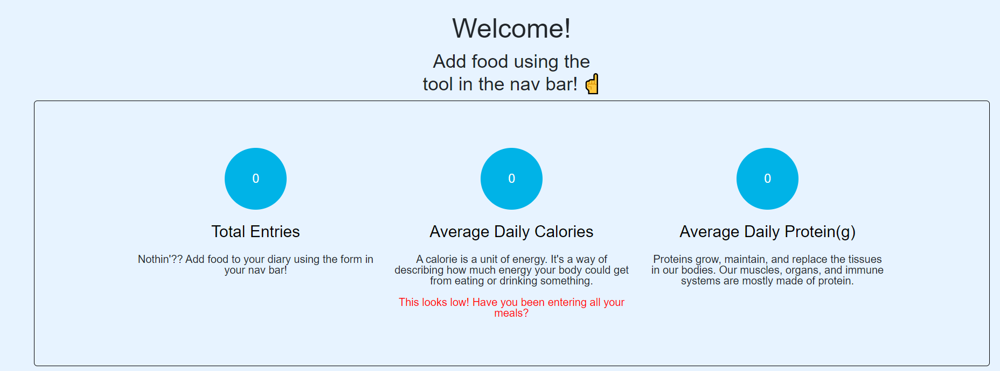 Welcome!
Add food using the
tool in the nav bar! ☝
0
Total Entries
Nothin'?? Add food to your diary using the form in
your nav bar!
0
Average Daily Calories
A calorie is a unit of energy. It's a way of
describing how much energy your body could get
from eating or drinking something.
This looks low! Have you been entering all your
meals?
0
Average Daily Protein(g)
Proteins grow, maintain, and replace the tissues
in our bodies. Our muscles, organs, and immune
systems are mostly made of protein.